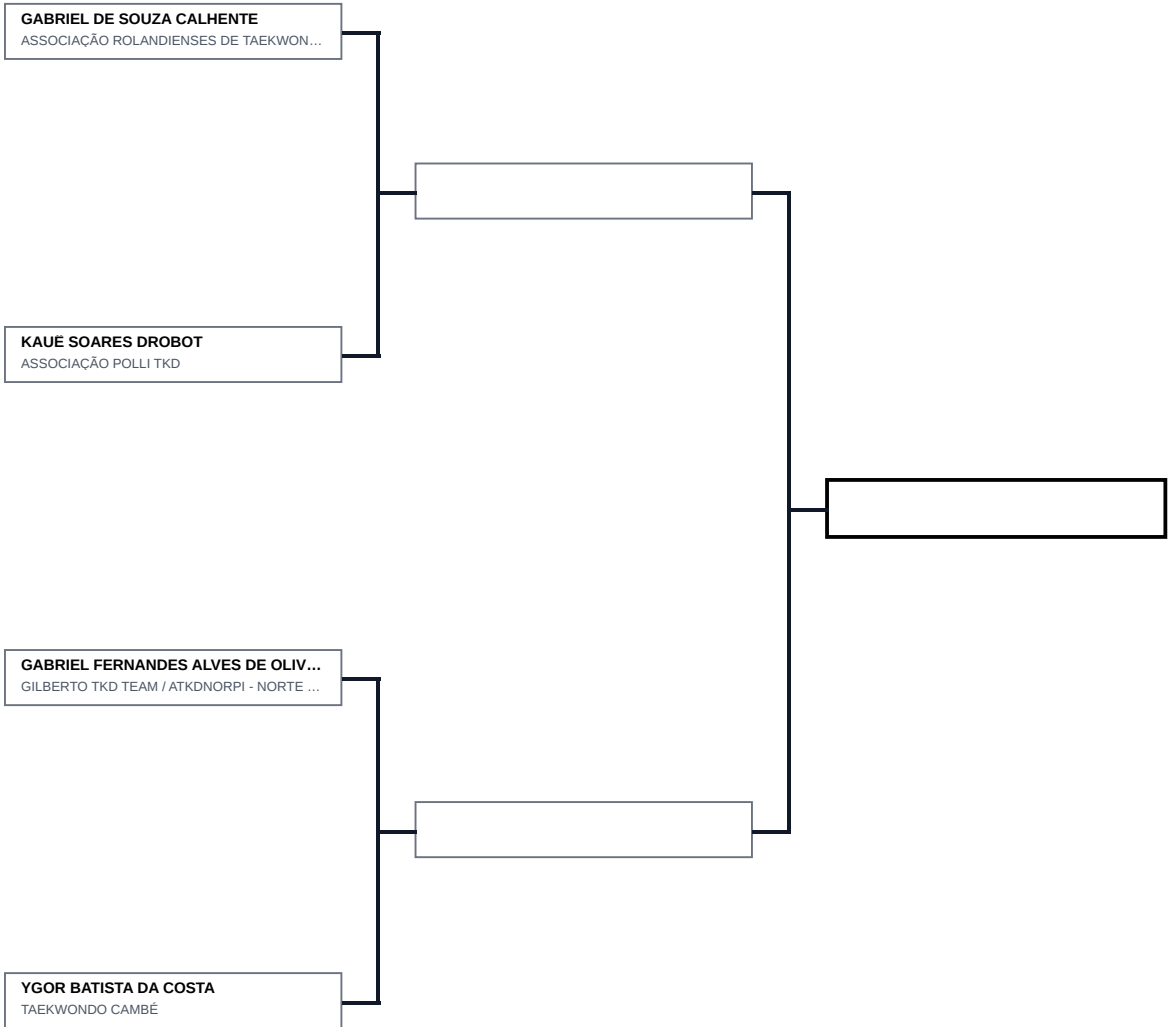 GABRIEL DE SOUZA CALHENTE
ASSOCIAÇÃO ROLANDIENSES DE TAEKWON…
KAUÊ SOARES DROBOT
ASSOCIAÇÃO POLLI TKD
GABRIEL FERNANDES ALVES DE OLIV…
GILBERTO TKD TEAM / ATKDNORPI - NORTE …
YGOR BATISTA DA COSTA
TAEKWONDO CAMBÉ